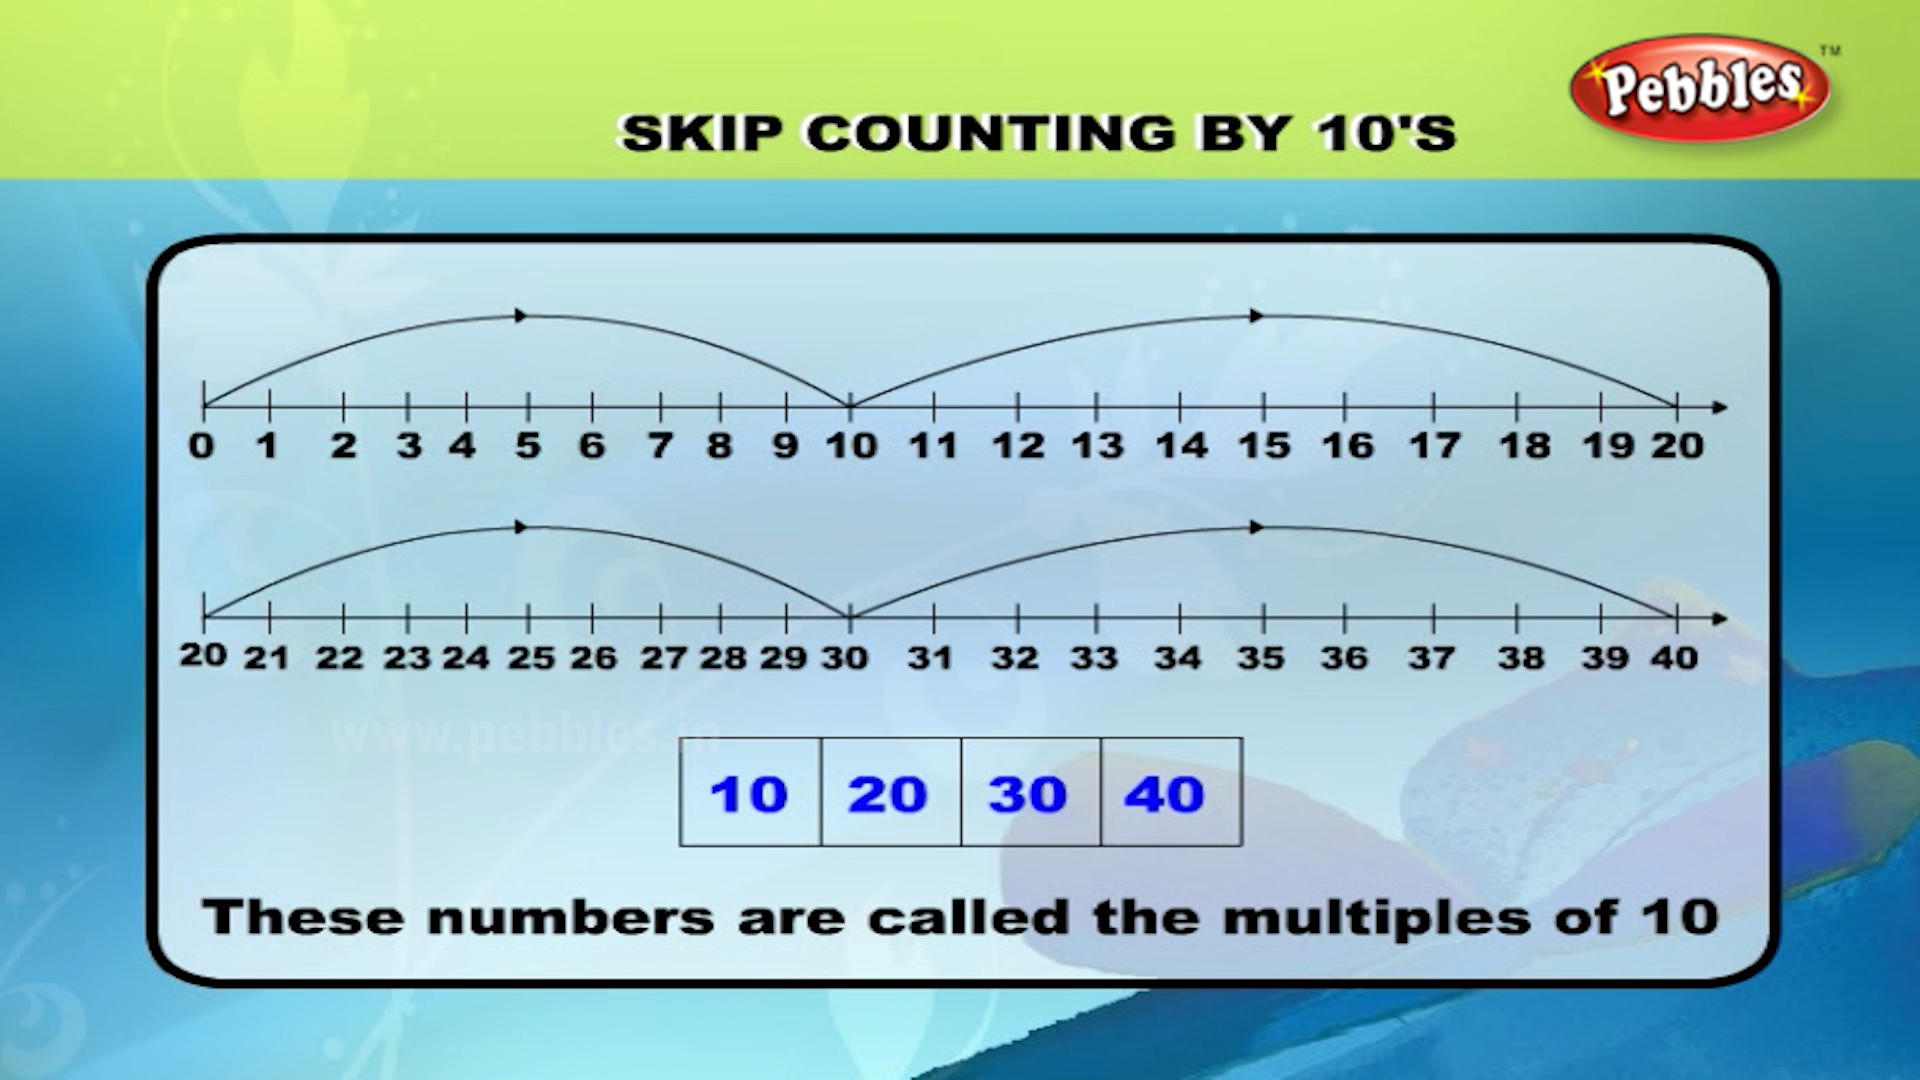 Pebbles™
SKIP COUNTING BY 10'S
0 1 2 3 4 5 6 7 8 9 10 11 12 13 14 15 16 17 18 19 20
20 21 22 23 24 25 26 27 28 29 30 31 32 33 34 35 36 37 38 39 40
www.pebbles.in
10 20 30 40
These numbers are called the multiples of 10